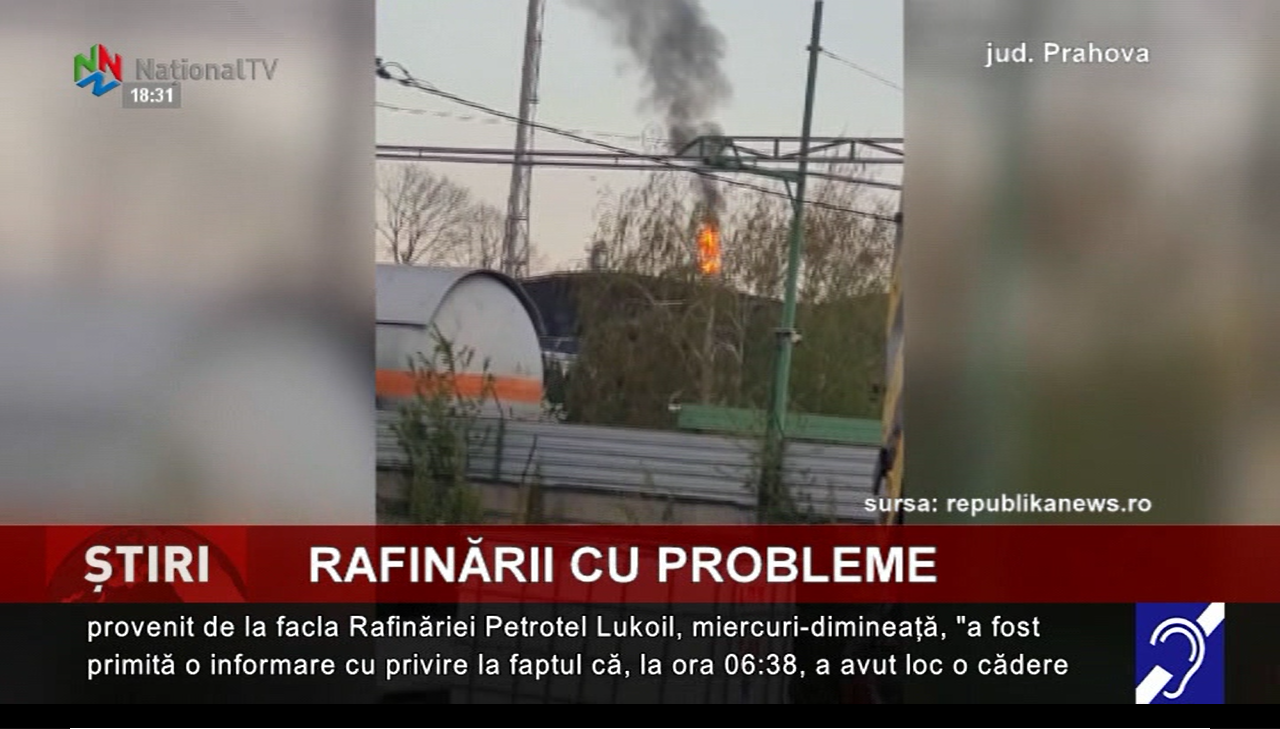 NaționalTV
18:31
jud. Prahova
sursa: republikanews.ro
ȘTIRI
RAFINĂRII CU PROBLEME
provenit de la facla Rafinăriei Petrotel Lukoil, miercuri-dimineață, "a fost
primită o informare cu privire la faptul că, la ora 06:38, a avut loc o cădere